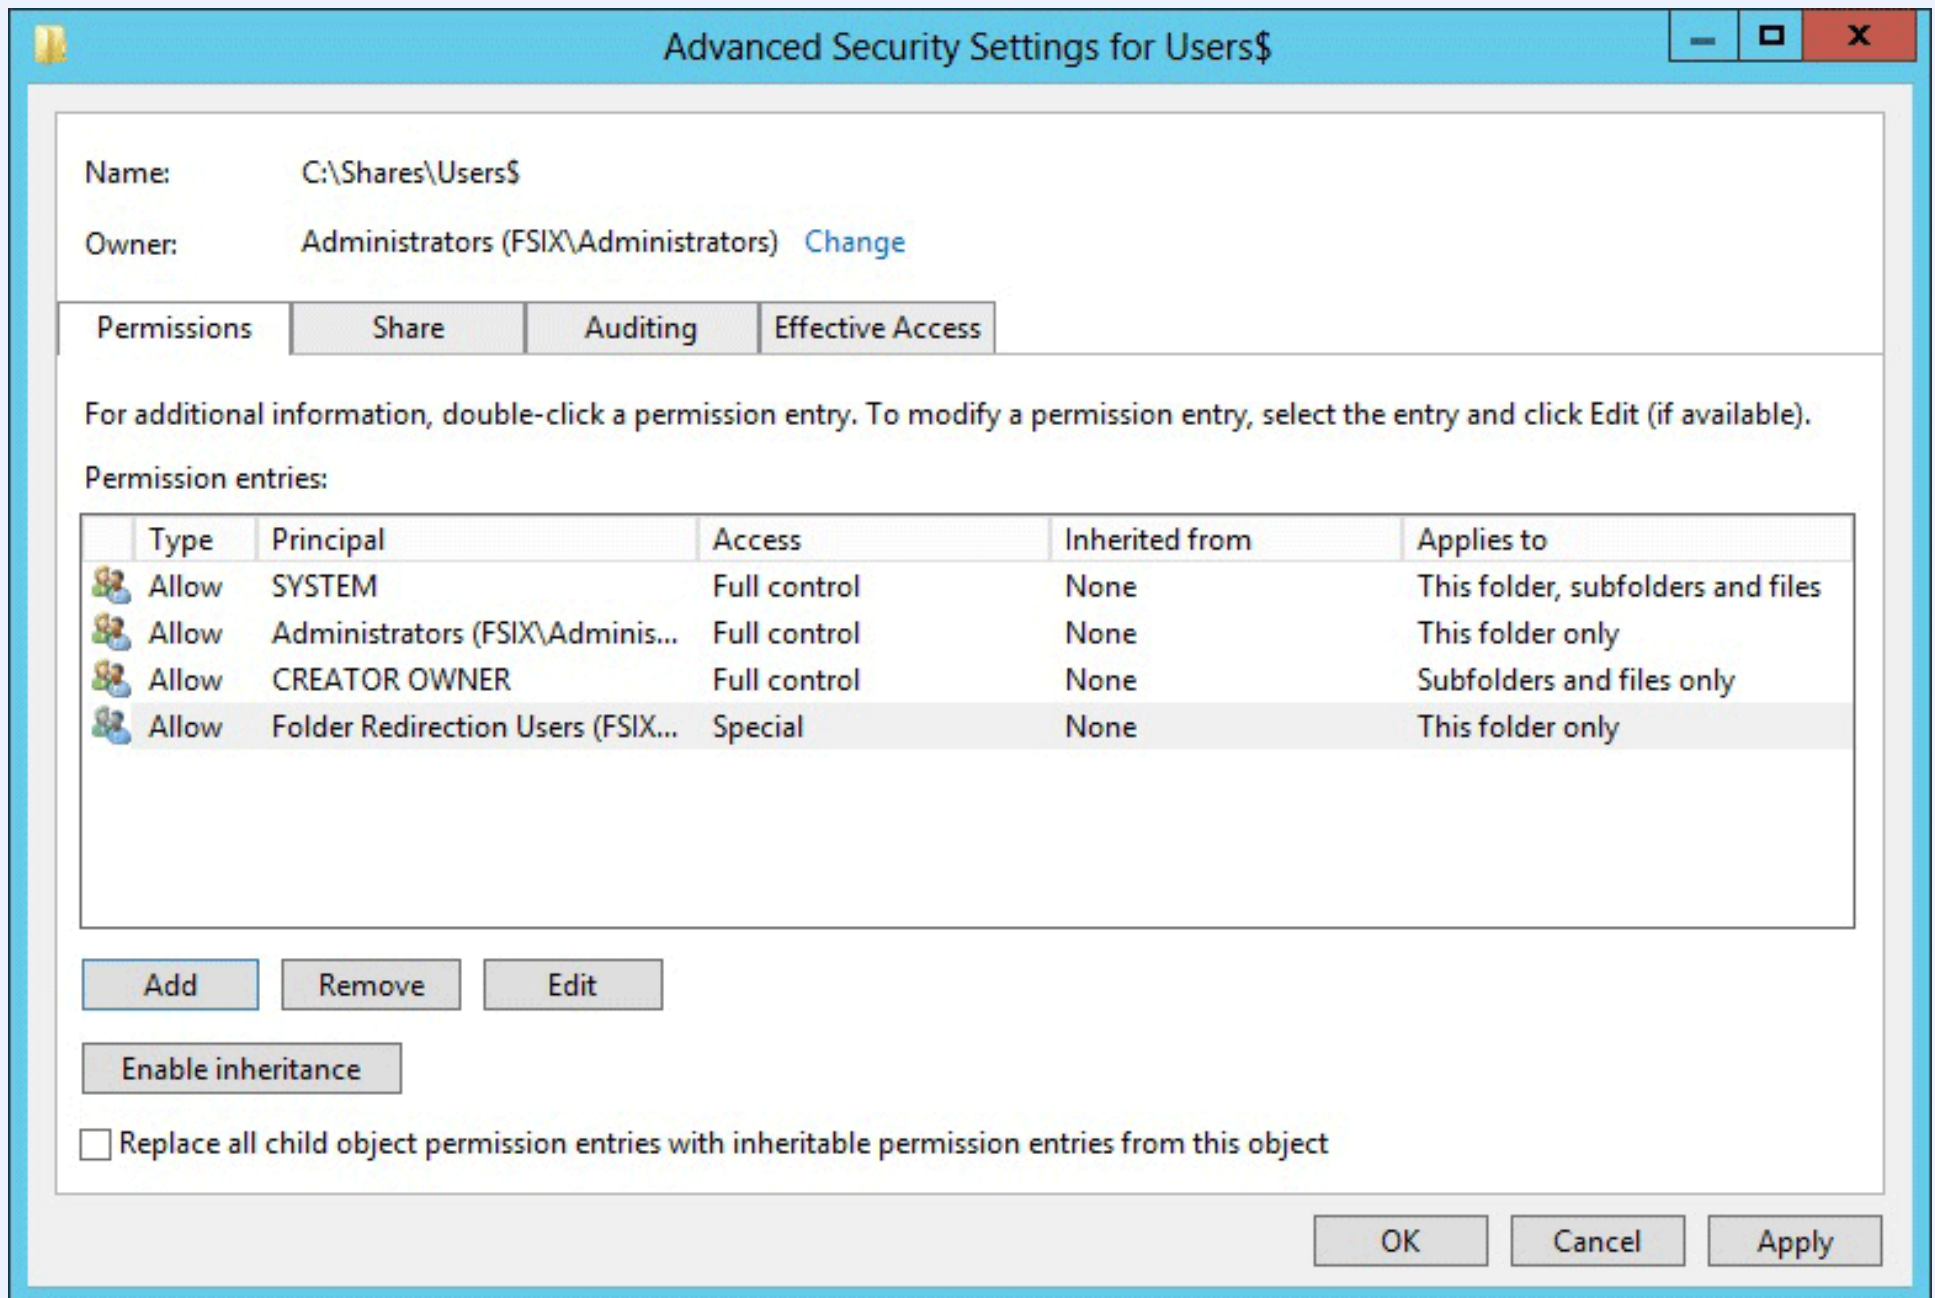 Advanced Security Settings for Users$
Name: C:\Shares\Users$
Owner: Administrators (FSIX\Administrators) Change
Permissions Share Auditing Effective Access
For additional information, double-click a permission entry. To modify a permission entry, select the entry and click Edit (if available).
Permission entries:
Type Principal Access Inherited from Applies to
Allow SYSTEM Full control None This folder, subfolders and files
Allow Administrators (FSIX\Adminis... Full control None This folder only
Allow CREATOR OWNER Full control None Subfolders and files only
Allow Folder Redirection Users (FSIX... Special None This folder only
Add Remove Edit
Enable inheritance
Replace all child object permission entries with inheritable permission entries from this object
OK Cancel Apply